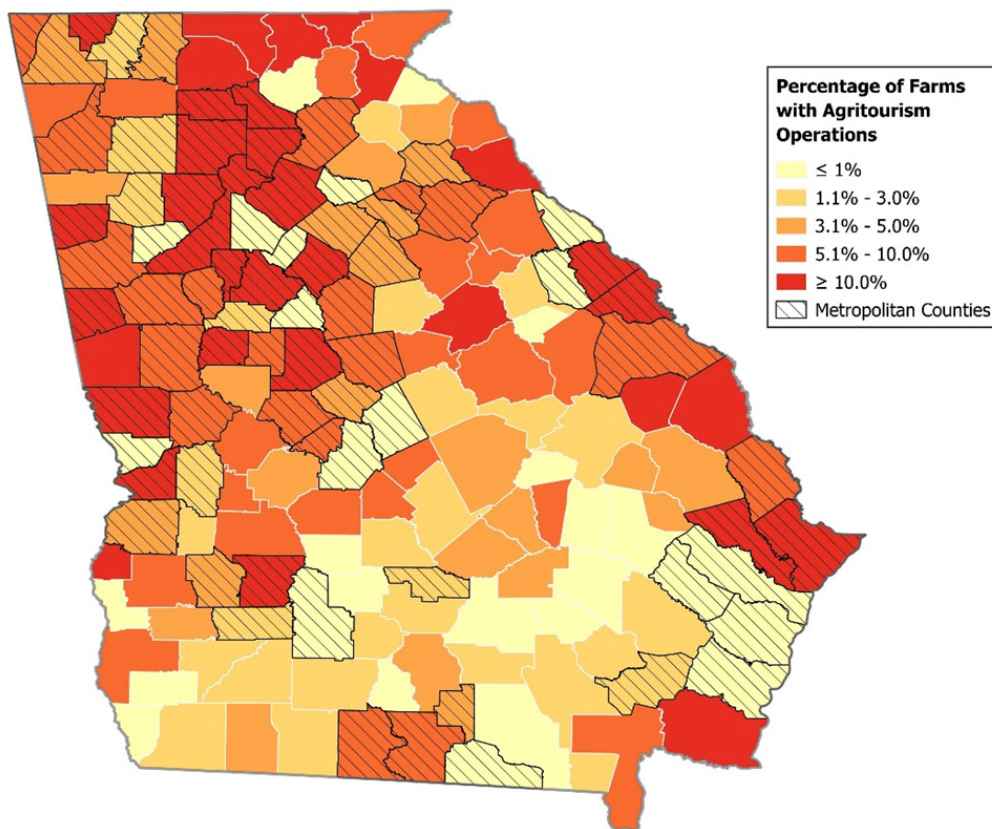 Percentage of Farms
with Agritourism
Operations
≤ 1%
1.1% - 3.0%
3.1% - 5.0%
5.1% - 10.0%
≥ 10.0%
Metropolitan Counties